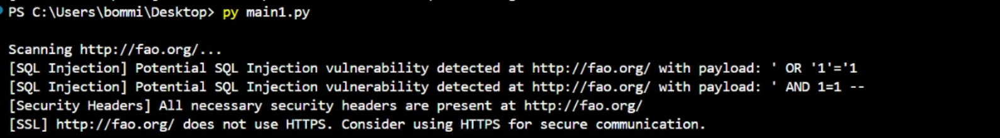 PS C:\Users\bommi\Desktop> py main1.py
Scanning http://fao.org/...
[SQL Injection] Potential SQL Injection vulnerability detected at http://fao.org/ with payload: ' OR '1'='1
[SQL Injection] Potential SQL Injection vulnerability detected at http://fao.org/ with payload: ' AND 1=1 --
[Security Headers] All necessary security headers are present at http://fao.org/
[SSL] http://fao.org/ does not use HTTPS. Consider using HTTPS for secure communication.